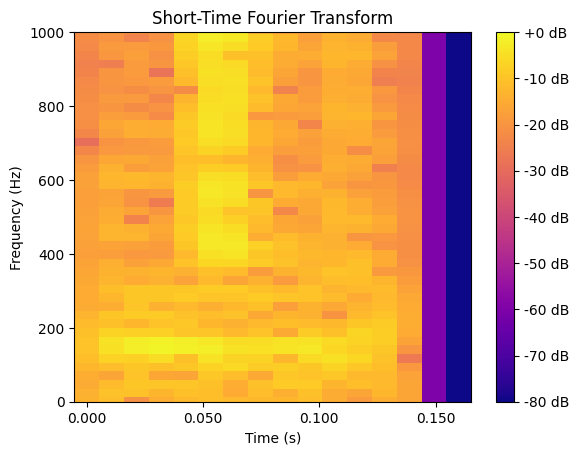 Short-Time Fourier Transform
Frequency (Hz)
1000
800
600
400
200
0
0.000 0.050 0.100 0.150
Time (s)
+0 dB
-10 dB
-20 dB
-30 dB
-40 dB
-50 dB
-60 dB
-70 dB
-80 dB